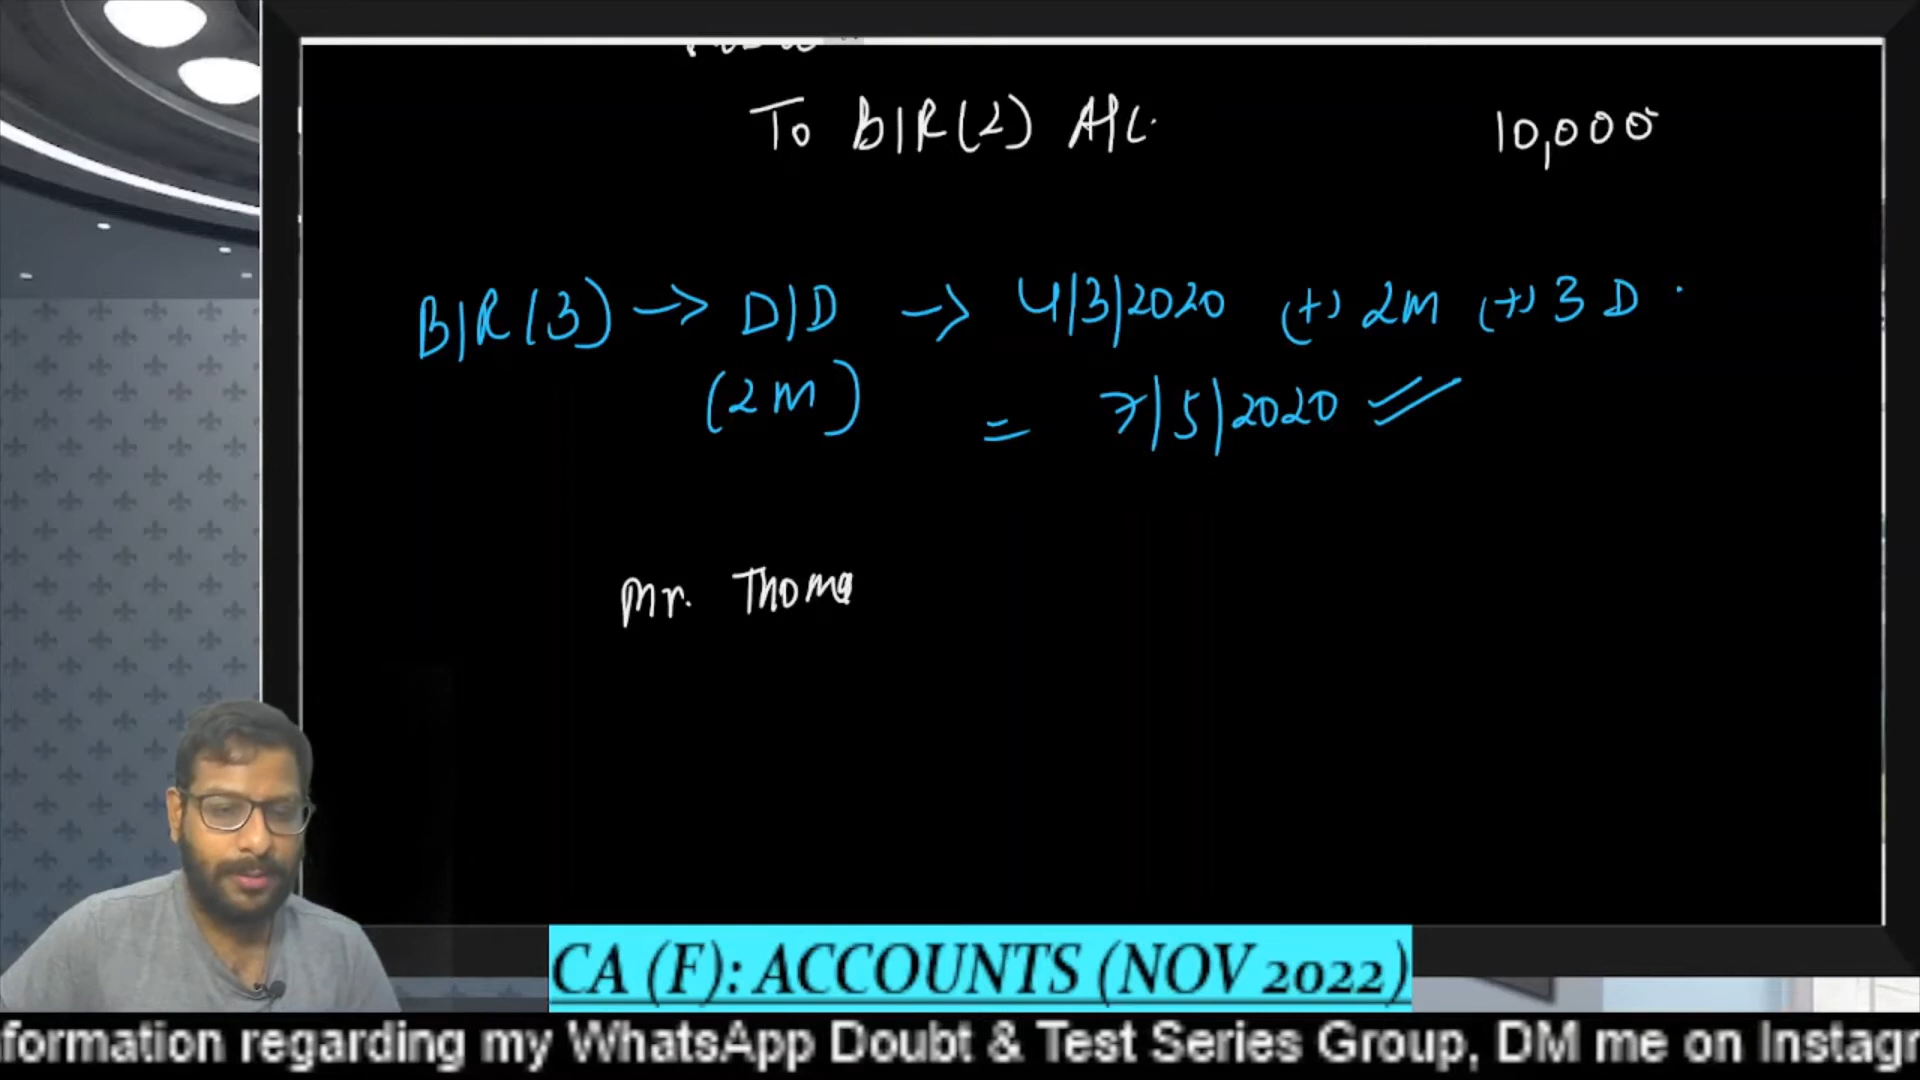 To B/R(2) A/c. 10,000
B/R(3) -> D/D -> 4/3/2020 (+) 2m (+) 3 D.
(2m) = 7/5/2020
Mr. Thoma
CA (F): ACCOUNTS (NOV 2022)
formation regarding my WhatsApp Doubt & Test Series Group, DM me on Instagr